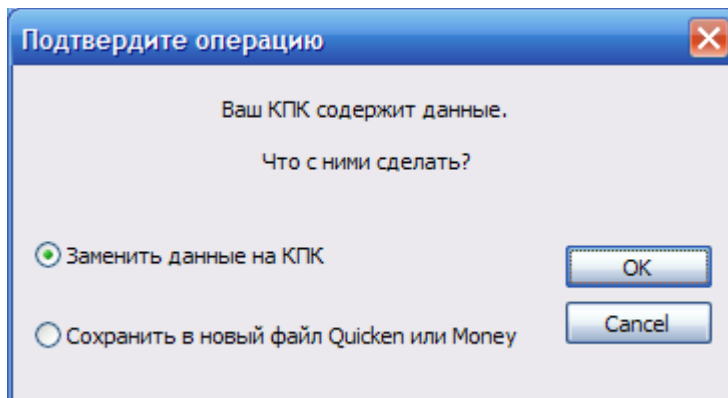 Подтвердите операцию
Ваш КПК содержит данные.
Что с ними сделать?
Заменить данные на КПК
OK
Cancel
Сохранить в новый файл Quicken или Money